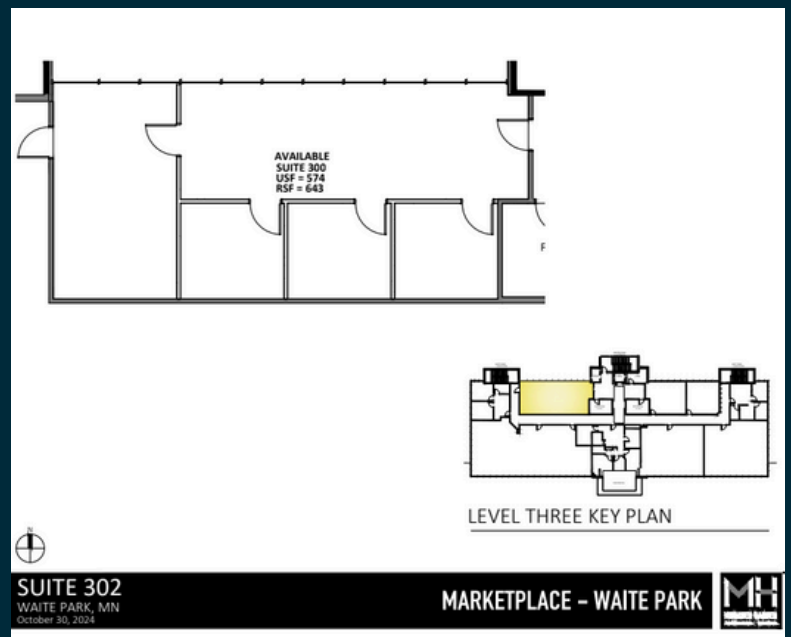 AVAILABLE
SUITE 300
USF = 574
RSF = 643
F
LEVEL THREE KEY PLAN
N
SUITE 302
WAITE PARK, MN
October 30, 2024
MARKETPLACE – WAITE PARK
MH